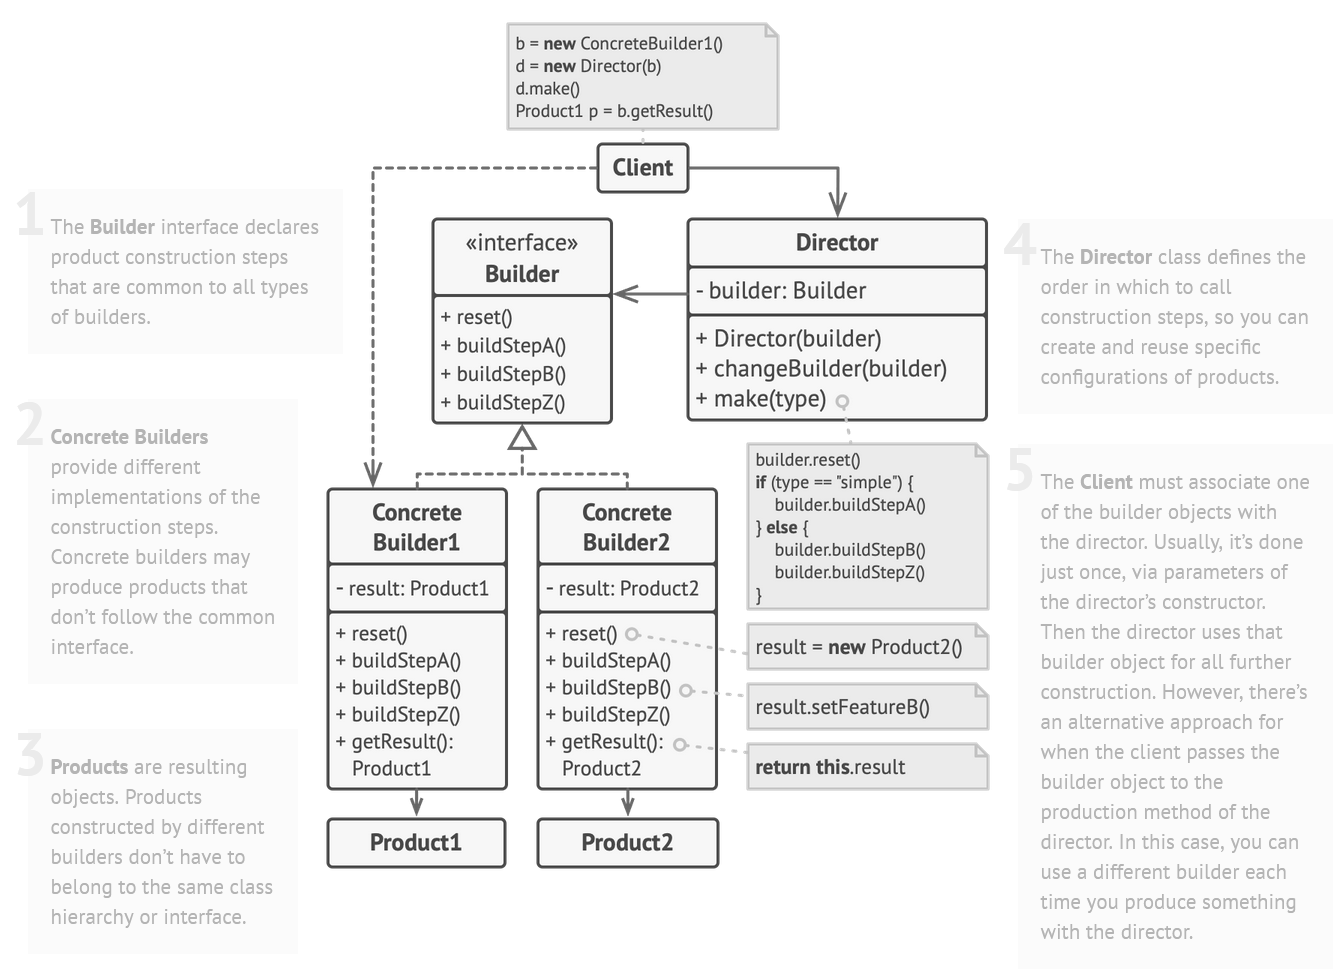 b = new ConcreteBuilder1()
d = new Director(b)
d.make()
Product1 p = b.getResult()
Client
1
The Builder interface declares
product construction steps
that are common to all types
of builders.
«interface»
Builder
+ reset()
+ buildStepA()
+ buildStepB()
+ buildStepZ()
Director
- builder: Builder
+ Director(builder)
+ changeBuilder(builder)
+ make(type)
4
The Director class defines the
order in which to call
construction steps, so you can
create and reuse specific
configurations of products.
2
Concrete Builders
provide different
implementations of the
construction steps.
Concrete builders may
produce products that
don't follow the common
interface.
Concrete
Builder1
- result: Product1
+ reset()
+ buildStepA()
+ buildStepB()
+ buildStepZ()
+ getResult():
Product1
Concrete
Builder2
- result: Product2
+ reset()
+ buildStepA()
+ buildStepB()
+ buildStepZ()
+ getResult():
Product2
builder.reset()
if (type == "simple") {
builder.buildStepA()
} else {
builder.buildStepB()
builder.buildStepZ()
}
result = new Product2()
result.setFeatureB()
return this.result
5
The Client must associate one
of the builder objects with
the director. Usually, it's done
just once, via parameters of
the director's constructor.
Then the director uses that
builder object for all further
construction. However, there's
an alternative approach for
when the client passes the
builder object to the
production method of the
director. In this case, you can
use a different builder each
time you produce something
with the director.
3
Products are resulting
objects. Products
constructed by different
builders don't have to
belong to the same class
hierarchy or interface.
Product1
Product2